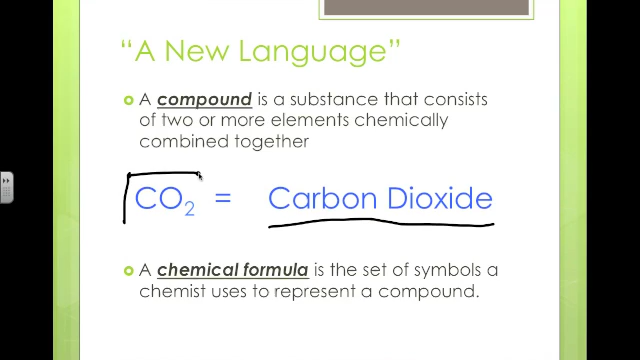 “A New Language”
A compound is a substance that consists
of two or more elements chemically
combined together
CO₂ = Carbon Dioxide
A chemical formula is the set of symbols a
chemist uses to represent a compound.